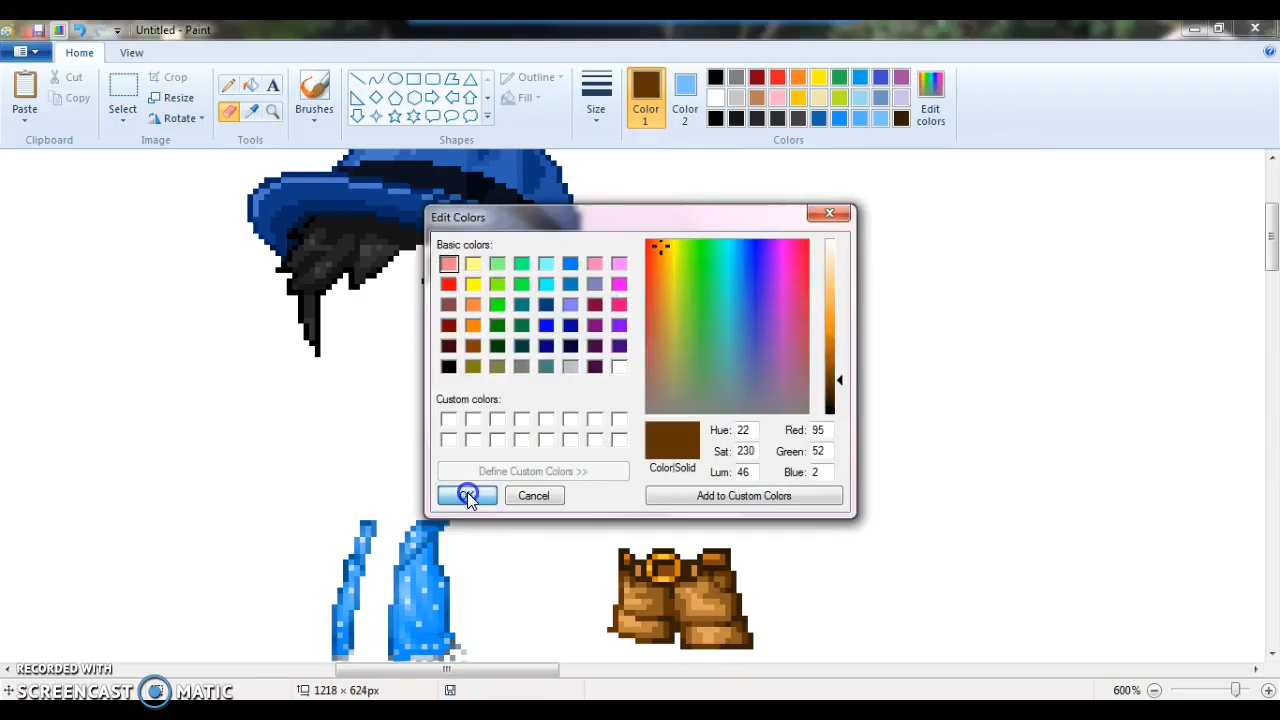 Untitled - Paint
Home View
Paste
Cut
Copy
Clipboard
Select
Crop
Resize
Rotate
Image
A
Tools
Brushes
Outline
Fill
Shapes
Size
Color 1
Color 2
Edit colors
Colors
Edit Colors
Basic colors:
Custom colors:
Define Custom Colors >>
Cancel
Color|Solid
Hue: 22
Sat: 230
Lum: 46
Red: 95
Green: 52
Blue: 2
Add to Custom Colors
RECORDED WITH
SCREENCAST MATIC
1218 × 624px
600%